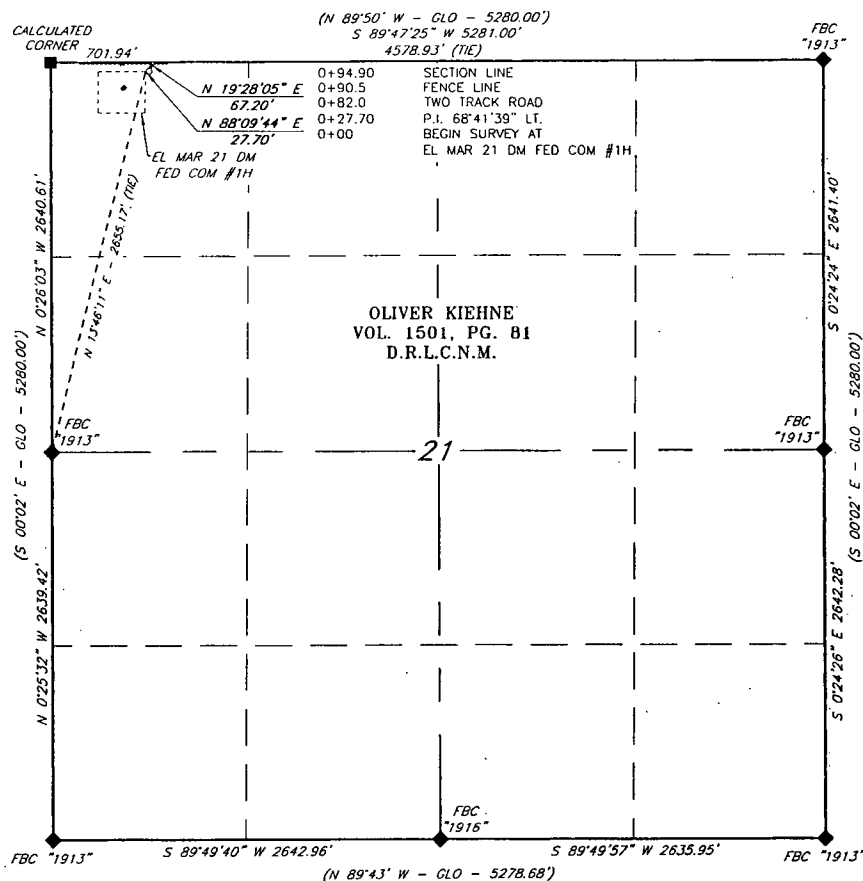 (N 89°50' W - GLO - 5280.00')
S 89°47'25" W 5281.00'
4578.93' (TIE)
CALCULATED
CORNER
701.94'
FBC
"1913"
N 19°28'05" E
67.20'
N 88°09'44" E
27.70'
0+94.90 SECTION LINE
0+90.5 FENCE LINE
0+82.0 TWO TRACK ROAD
0+27.70 P.I. 68°41'39" LT.
0+00 BEGIN SURVEY AT
EL MAR 21 DM FED COM #1H
EL MAR 21 DM
FED COM #1H
N 0°26'03" W 2640.61'
N 13°46'11" E - 2655.17' (TIE)
S 0°24'24" E 2641.40'
OLIVER KIEHNE
VOL. 1501, PG. 81
D.R.L.C.N.M.
(S 00°02' E - GLO - 5280.00')
FBC
"1913"
21
FBC
"1913"
(S 00°02' E - GLO - 5280.00')
N 0°25'32" W 2639.42'
S 0°24'26" E 2642.28'
FBC
"1916"
FBC "1913"
S 89°49'40" W 2642.96'
S 89°49'57" W 2635.95'
FBC "1913"
(N 89°43' W - GLO - 5278.68')